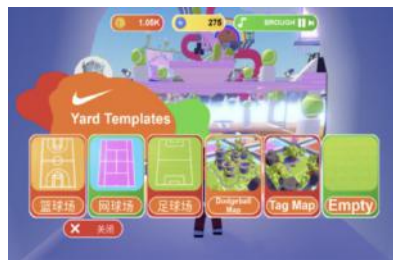 1.05K
275
BROUGH
Yard Templates
篮球场
网球场
足球场
Dodgeball
Map
Tag Map
Empty
X 关闭